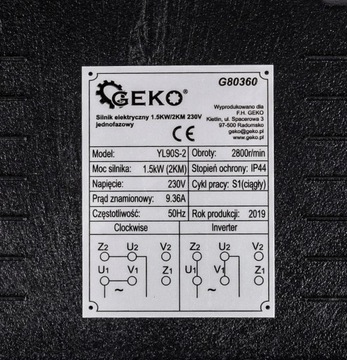 GEKO®
G80360
Silnik elektryczny 1.5KW/2KM 230V
jednofazowy
CE
Wyprodukowano dla
F.H. GEKO
Kietlin, ul. Spacerowa 3
97-500 Radomsko
geko@geko.pl
www.geko.pl
Model: YL90S-2
Obroty: 2800r/min
Moc silnika: 1.5kW (2KM)
Stopień ochrony: IP44
Napięcie: 230V
Cykl pracy: S1(ciągły)
Prąd znamionowy: 9.36A
Częstotliwość: 50Hz
Rok produkcji: 2019
Clockwise
Inverter
Z2 U2 V2
Z2 U2 V2
U1 V1 Z1
U1 V1 Z1
~
~